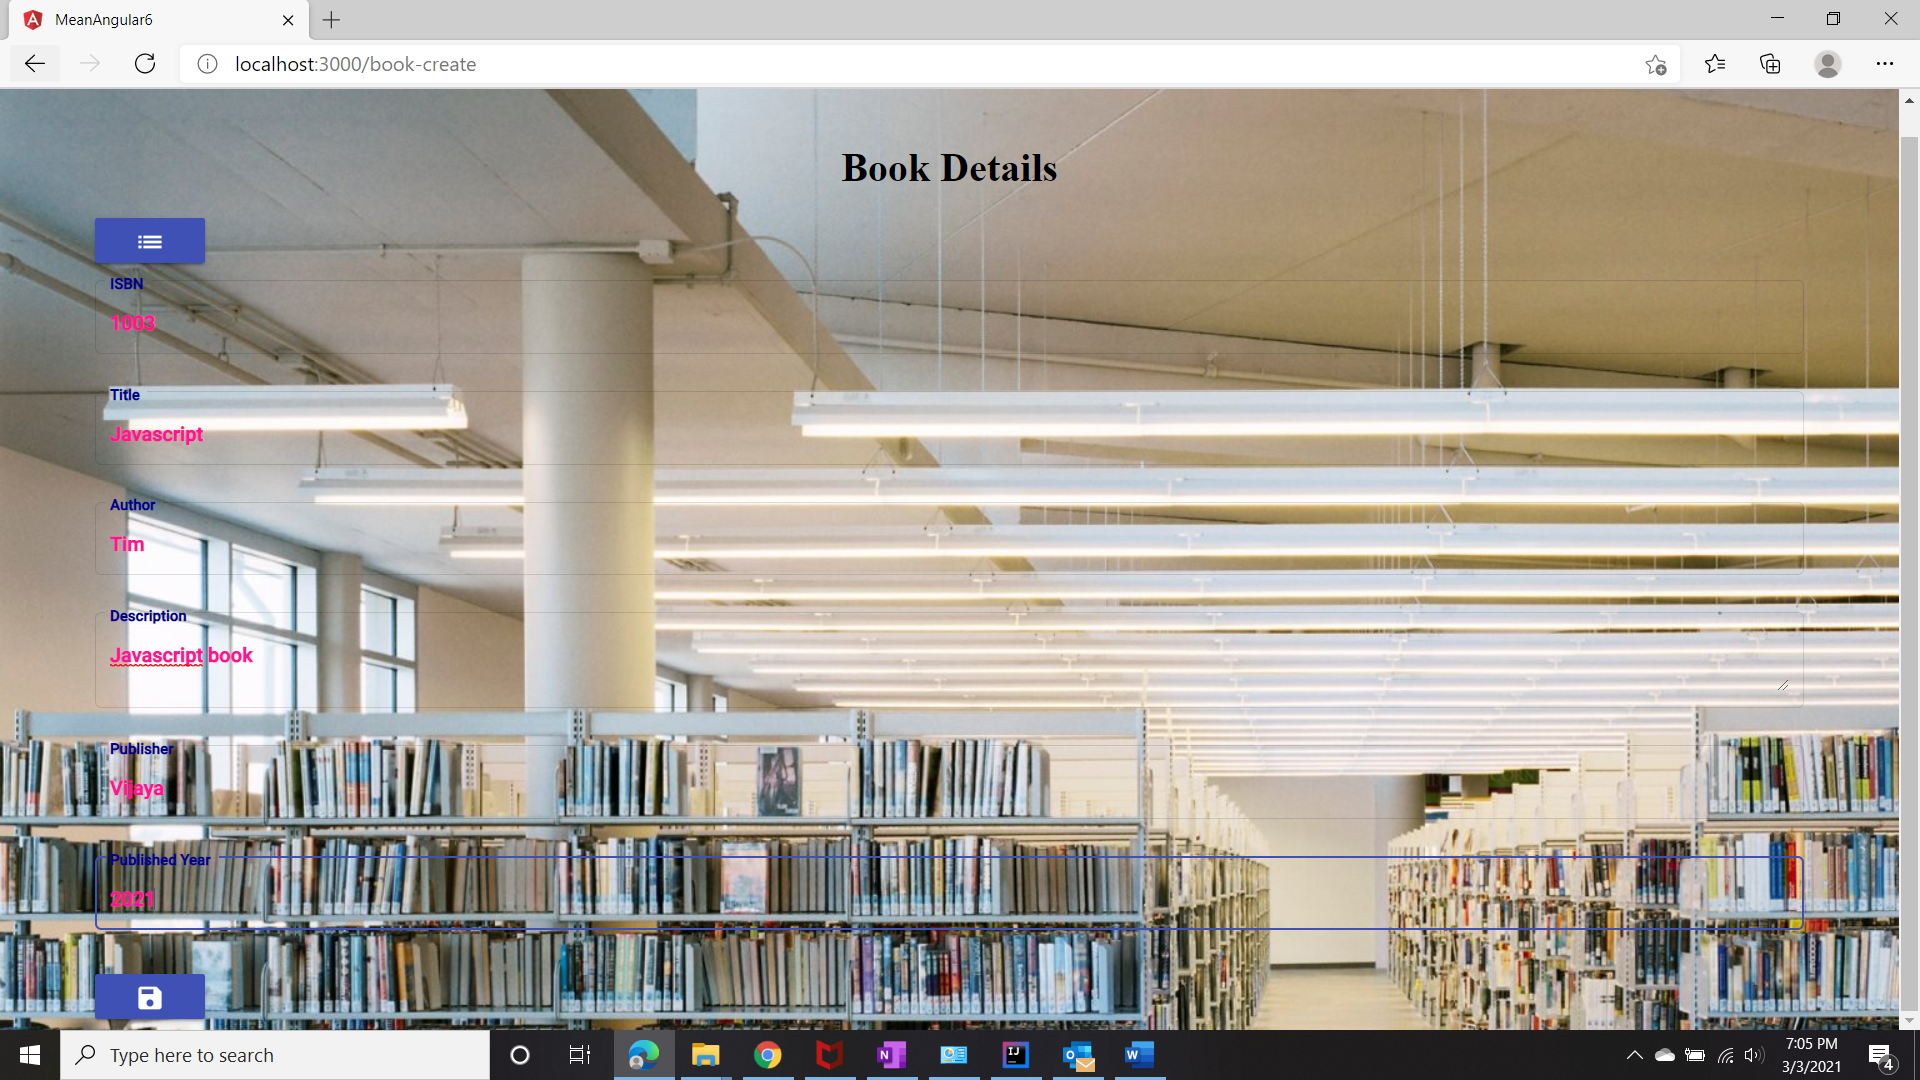 MeanAngular6
localhost:3000/book-create
Book Details
ISBN
1003
Title
Javascript
Author
Tim
Description
Javascript book
Publisher
Vijaya
Published Year
2021
Type here to search
7:05 PM
3/3/2021
4